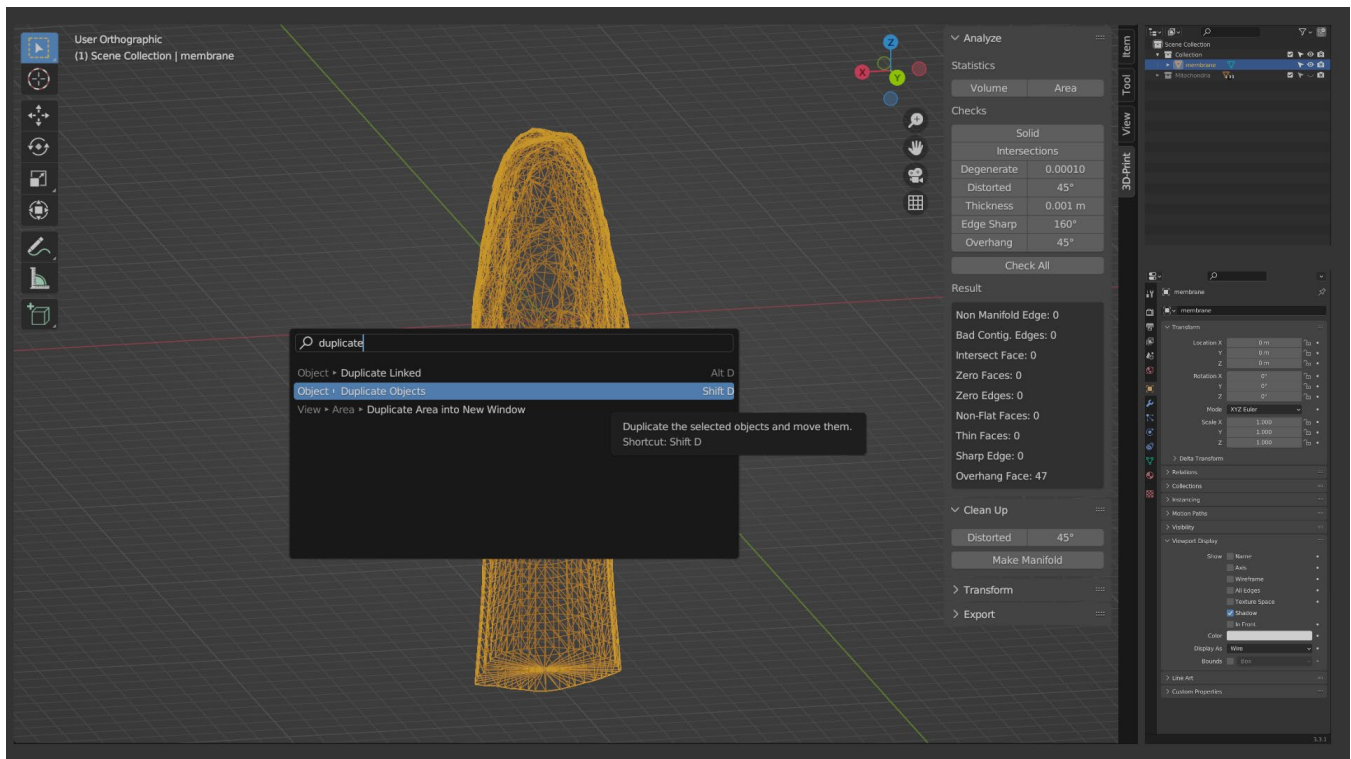 User Orthographic
(1) Scene Collection | membrane
Z
X
Y
duplicate
Object ▸ Duplicate Linked Alt D
Object ▸ Duplicate Objects Shift D
View ▸ Area ▸ Duplicate Area into New Window
Duplicate the selected objects and move them.
Shortcut: Shift D
Analyze
Statistics
Volume Area
Checks
Solid
Intersections
Degenerate 0.00010
Distorted 45°
Thickness 0.001 m
Edge Sharp 160°
Overhang 45°
Check All
Result
Non Manifold Edge: 0
Bad Contig. Edges: 0
Intersect Face: 0
Zero Faces: 0
Zero Edges: 0
Non-Flat Faces: 0
Thin Faces: 0
Sharp Edge: 0
Overhang Face: 47
Clean Up
Distorted 45°
Make Manifold
Transform
Export
Item
Tool
View
3D-Print
Scene Collection
Collection
membrane
Mitochondria
membrane
membrane
Transform
Location X 0 m
Y 0 m
Z 0 m
Rotation X 0°
Y 0°
Z 0°
Mode XYZ Euler
Scale X 1.000
Y 1.000
Z 1.000
Delta Transform
Relations
Collections
Instancing
Motion Paths
Visibility
Viewport Display
Show Name
Axis
Wireframe
All Edges
Texture Space
Shadow
In Front
Color
Display As Wire
Bounds Box
Line Art
Custom Properties
3.3.1